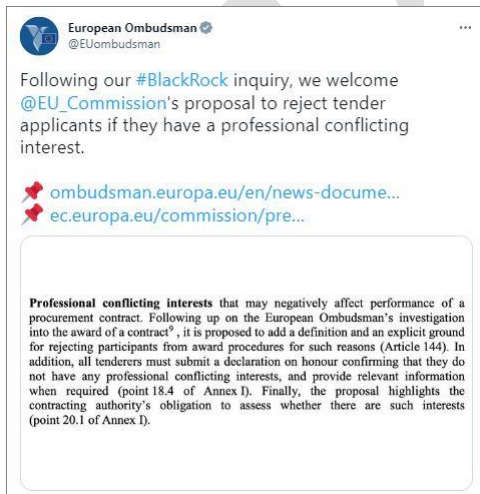 European Ombudsman
@EUombudsman
Following our #BlackRock inquiry, we welcome
@EU_Commission's proposal to reject tender
applicants if they have a professional conflicting
interest.
ombudsman.europa.eu/en/news-docume...
ec.europa.eu/commission/pre...
Professional conflicting interests that may negatively affect performance of a
procurement contract. Following up on the European Ombudsman's investigation
into the award of a contract⁹ , it is proposed to add a definition and an explicit ground
for rejecting participants from award procedures for such reasons (Article 144). In
addition, all tenderers must submit a declaration on honour confirming that they do
not have any professional conflicting interests, and provide relevant information
when required (point 18.4 of Annex I). Finally, the proposal highlights the
contracting authority's obligation to assess whether there are such interests
(point 20.1 of Annex I).